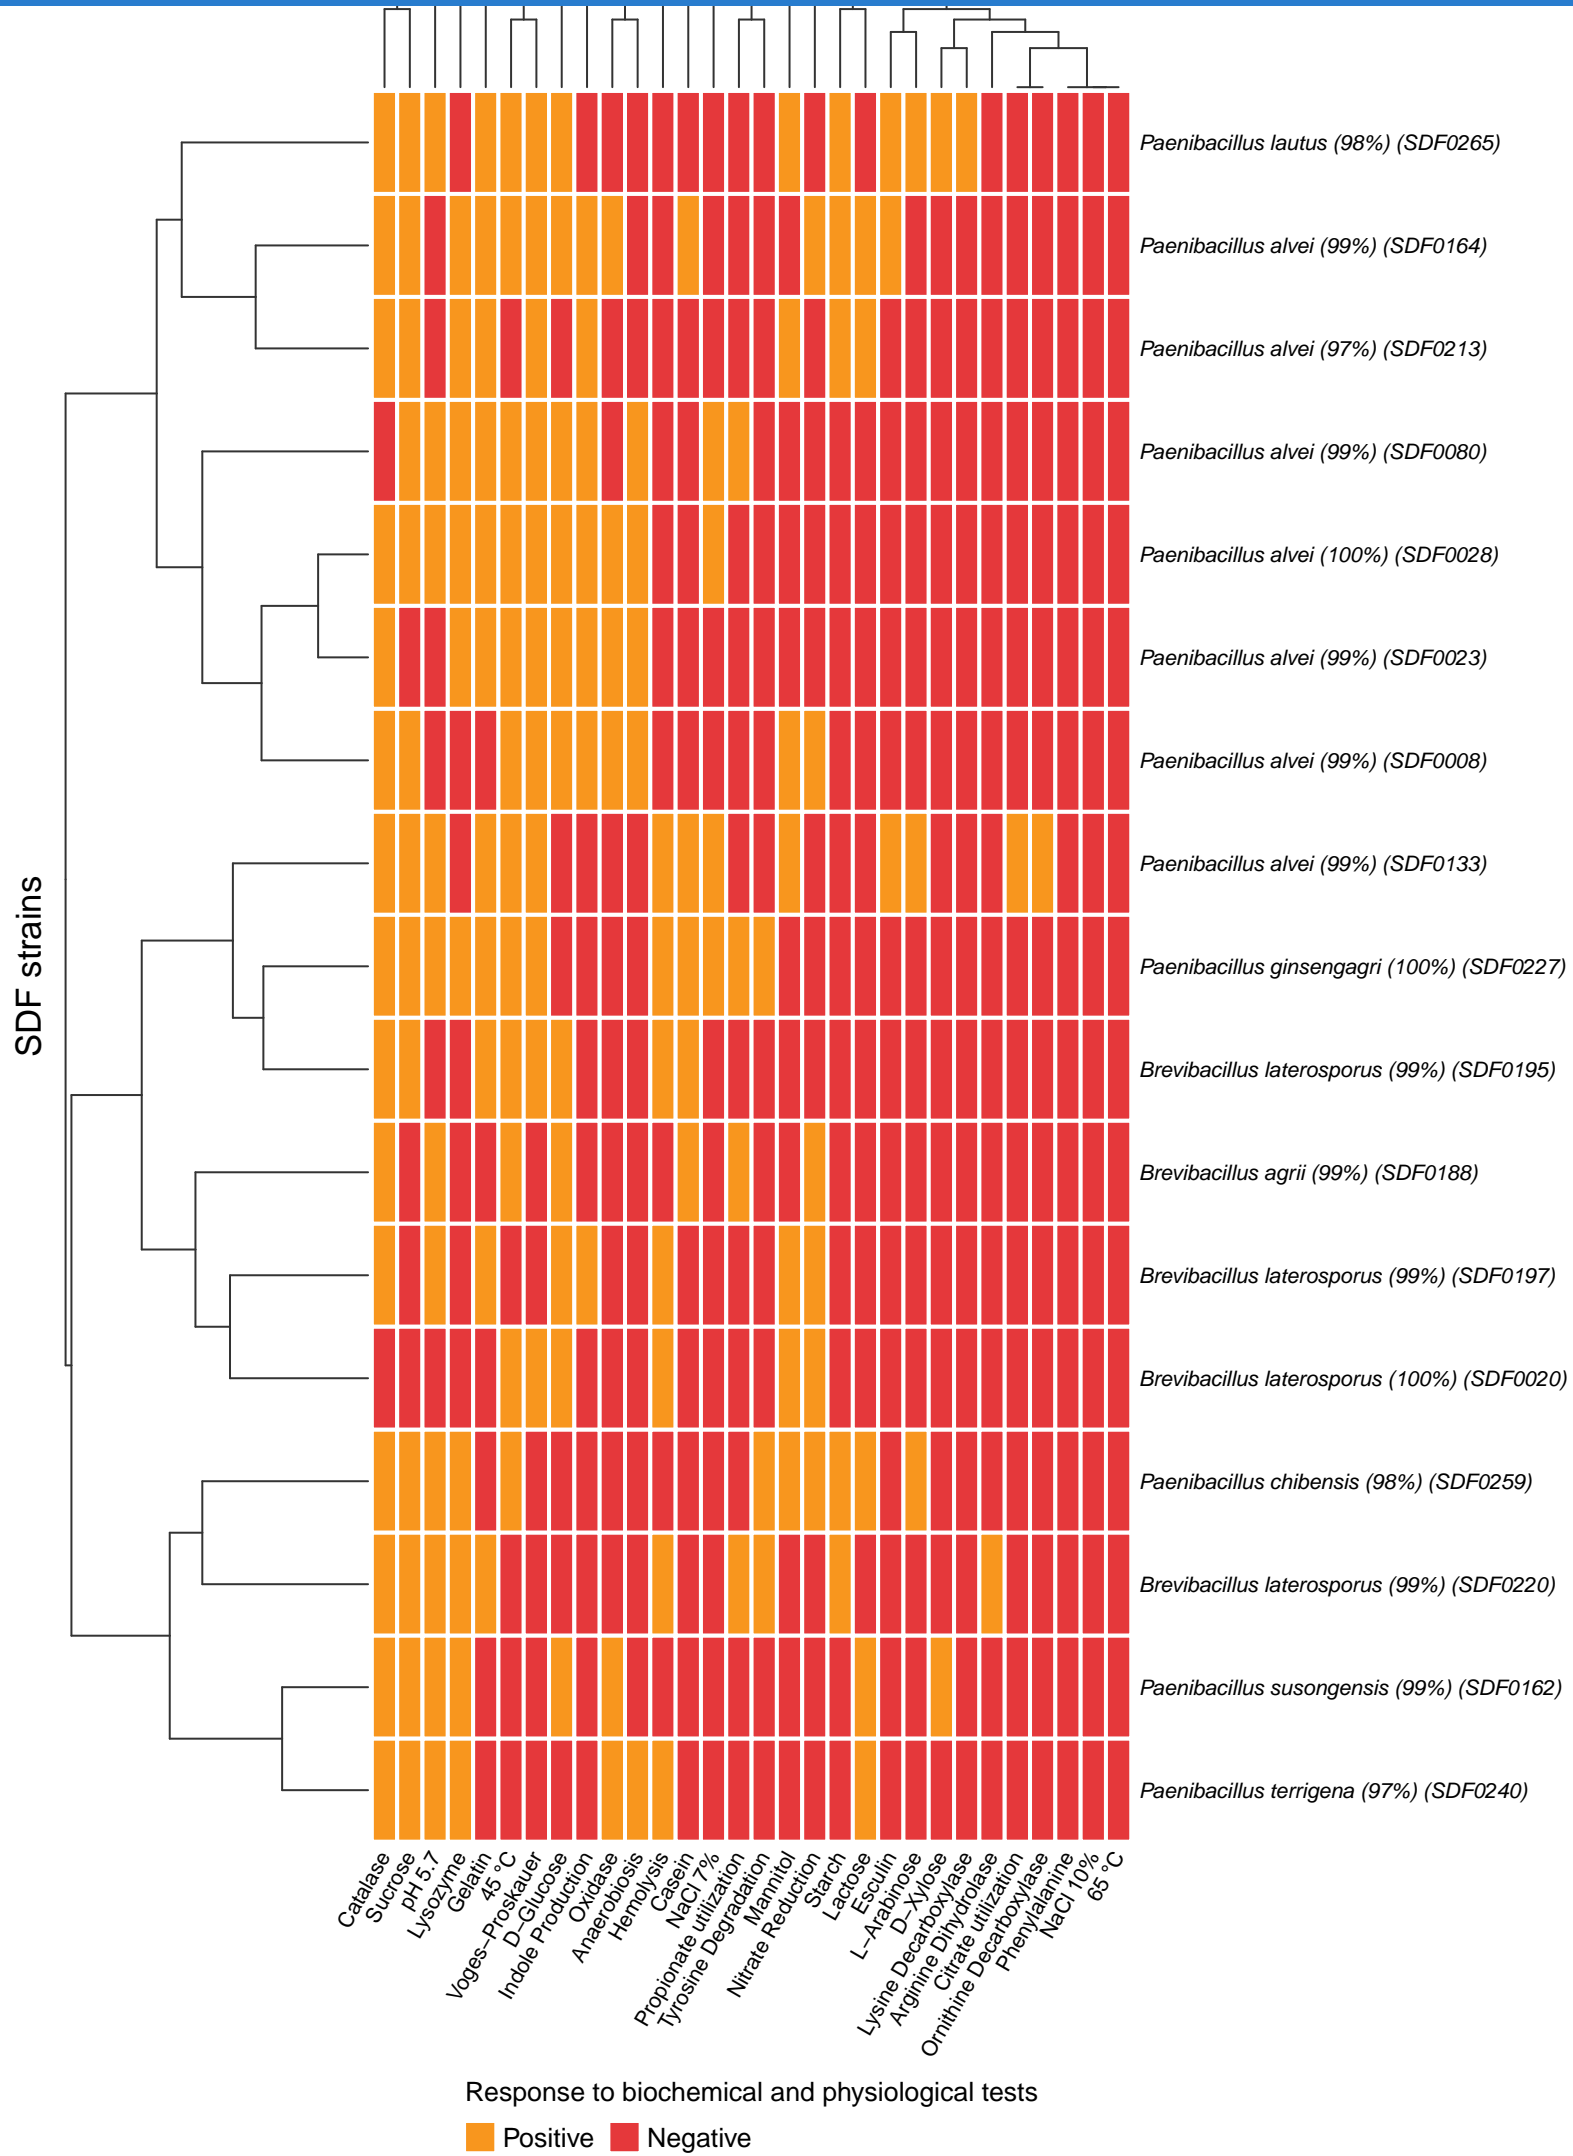 SDF strains
Paenibacillus lautus (98%) (SDF0265)
Paenibacillus alvei (99%) (SDF0164)
Paenibacillus alvei (97%) (SDF0213)
Paenibacillus alvei (99%) (SDF0080)
Paenibacillus alvei (100%) (SDF0028)
Paenibacillus alvei (99%) (SDF0023)
Paenibacillus alvei (99%) (SDF0008)
Paenibacillus alvei (99%) (SDF0133)
Paenibacillus ginsengagri (100%) (SDF0227)
Brevibacillus laterosporus (99%) (SDF0195)
Brevibacillus agrii (99%) (SDF0188)
Brevibacillus laterosporus (99%) (SDF0197)
Brevibacillus laterosporus (100%) (SDF0020)
Paenibacillus chibensis (98%) (SDF0259)
Brevibacillus laterosporus (99%) (SDF0220)
Paenibacillus susongensis (99%) (SDF0162)
Paenibacillus terrigena (97%) (SDF0240)
Catalase
Sucrose
pH 5.7
Lysozyme
Gelatin
45 °C
Voges−Proskauer
D−Glucose
Indole Production
Oxidase
Anaerobiosis
Hemolysis
Casein
NaCl 7%
Propionate utilization
Tyrosine Degradation
Mannitol
Nitrate Reduction
Starch
Lactose
Esculin
L−Arabinose
D−Xylose
Lysine Decarboxylase
Arginine Dihydrolase
Citrate utilization
Ornithine Decarboxylase
Phenylalanine
NaCl 10%
65 °C
Response to biochemical and physiological tests
Positive Negative